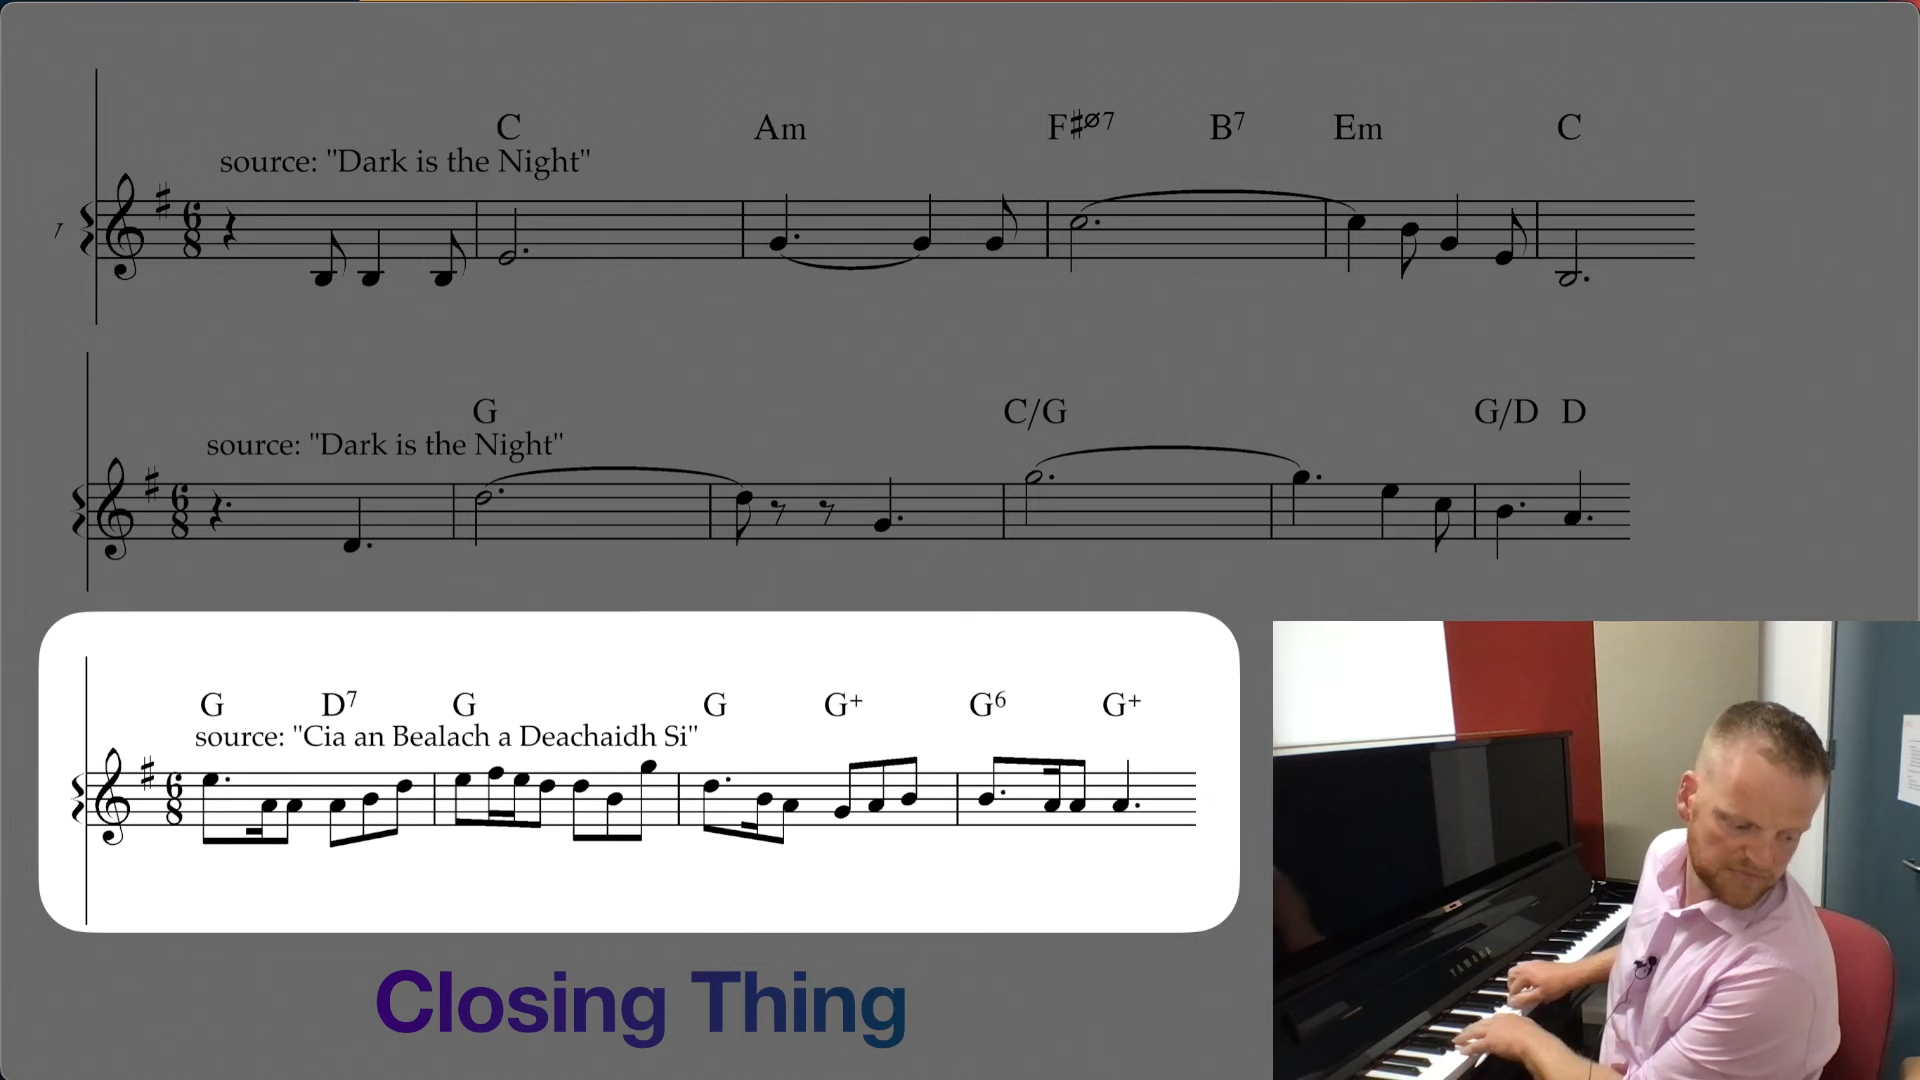 C Am F♯ø7 B7 Em C
source: "Dark is the Night"
6
8
G C/G G/D D
source: "Dark is the Night"
6
8
G D7 G G G+ G6 G+
source: "Cia an Bealach a Deachaidh Si"
6
8
Closing Thing
YAMAHA